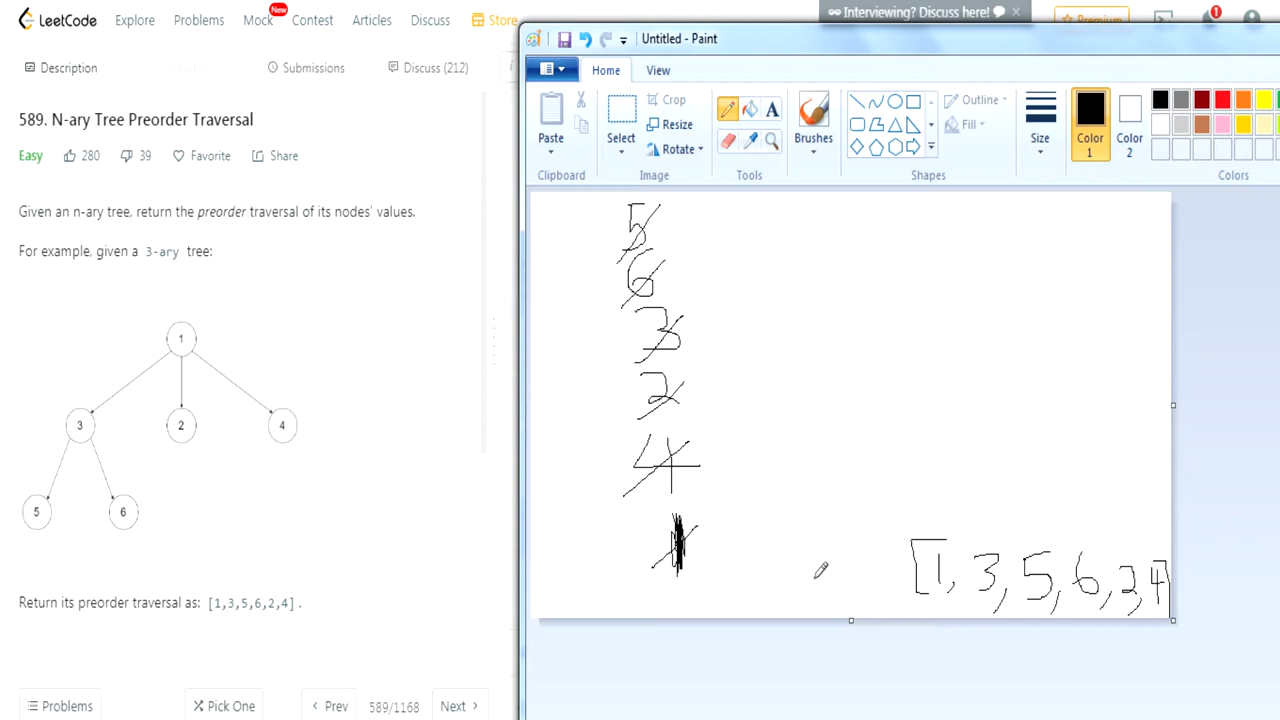 LeetCode Explore Problems Mock New Contest Articles Discuss Store
Interviewing? Discuss here! Premium 1
Description Submissions Discuss (212)
589. N-ary Tree Preorder Traversal
Easy 280 39 Favorite Share
Given an n-ary tree, return the preorder traversal of its nodes' values.
For example, given a 3-ary tree:
1
3 2 4
5 6
Return its preorder traversal as: [1,3,5,6,2,4].
Problems Pick One Prev 589/1168 Next
Untitled - Paint
Home View
Paste Select Crop Resize Rotate Brushes Outline Fill Size Color 1 Color 2
Clipboard Image Tools Shapes Colors
5
6
3
2
4
1
[1, 3, 5, 6, 2, 4]